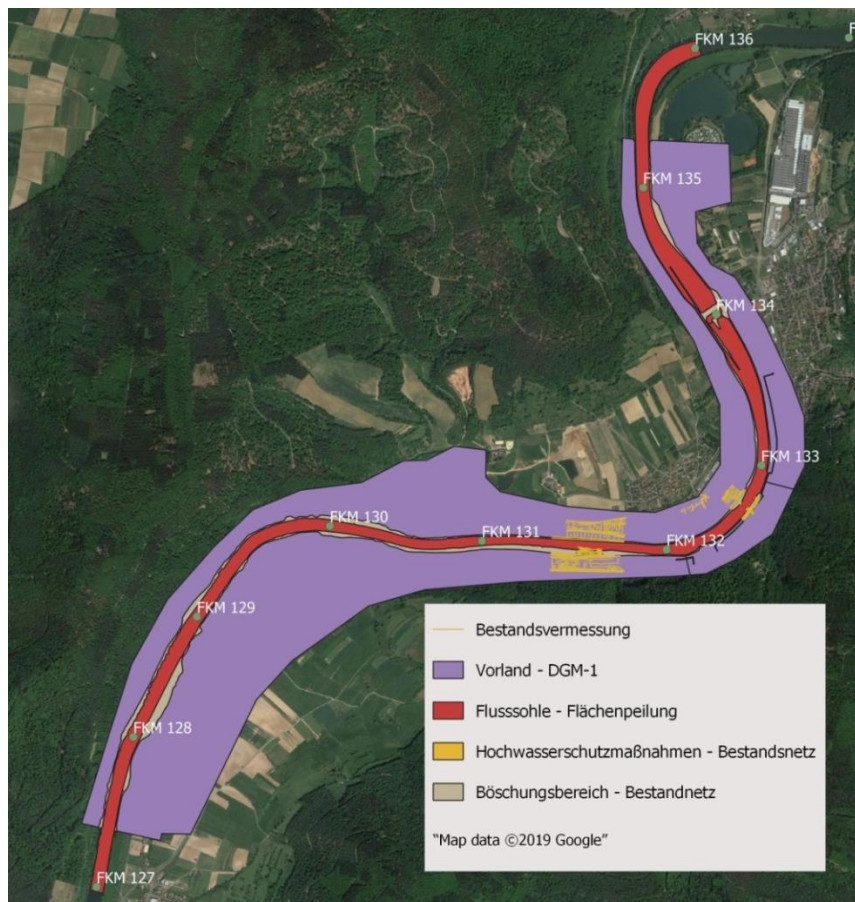 FKM 136
F
FKM 135
FKM 134
FKM 133
FKM 130
FKM 131
FKM 132
FKM 129
FKM 128
FKM 127
Bestandsvermessung
Vorland - DGM-1
Flusssohle - Flächenpeilung
Hochwasserschutzmaßnahmen - Bestandsnetz
Böschungsbereich - Bestandnetz
“Map data ©2019 Google”